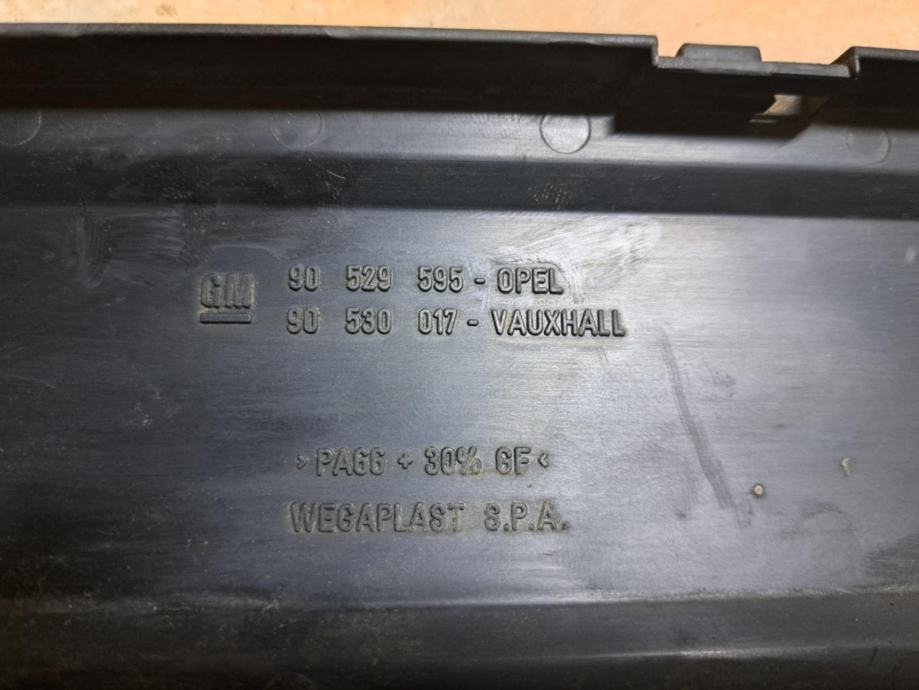 GM 90 529 595 - OPEL
90 530 017 - VAUXHALL
>PA66 + 30% GF<
WEGAPLAST S.P.A.